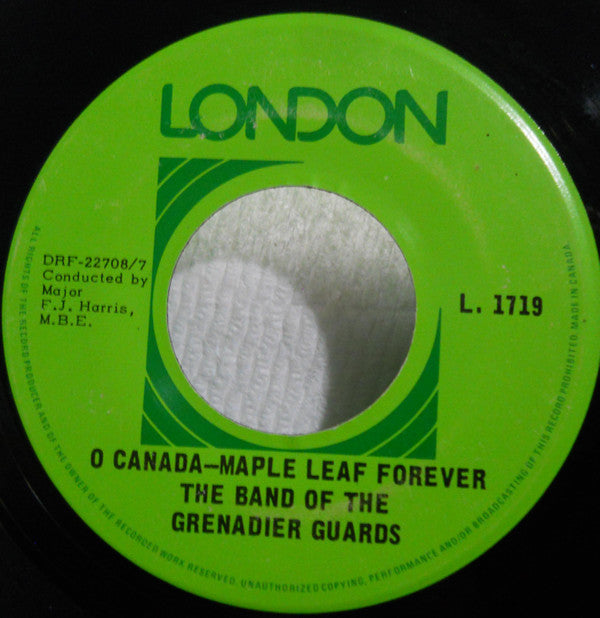 LONDON
DRF-22708/7
Conducted by
Major
F.J. Harris,
M.B.E.
L. 1719
O CANADA—MAPLE LEAF FOREVER
THE BAND OF THE
GRENADIER GUARDS
ALL RIGHTS OF THE RECORD PRODUCER AND OF THE OWNER OF THE RECORDED WORK RESERVED. UNAUTHORIZED COPYING, PERFORMANCE AND/OR BROADCASTING OF THIS RECORD PROHIBITED. MADE IN CANADA.